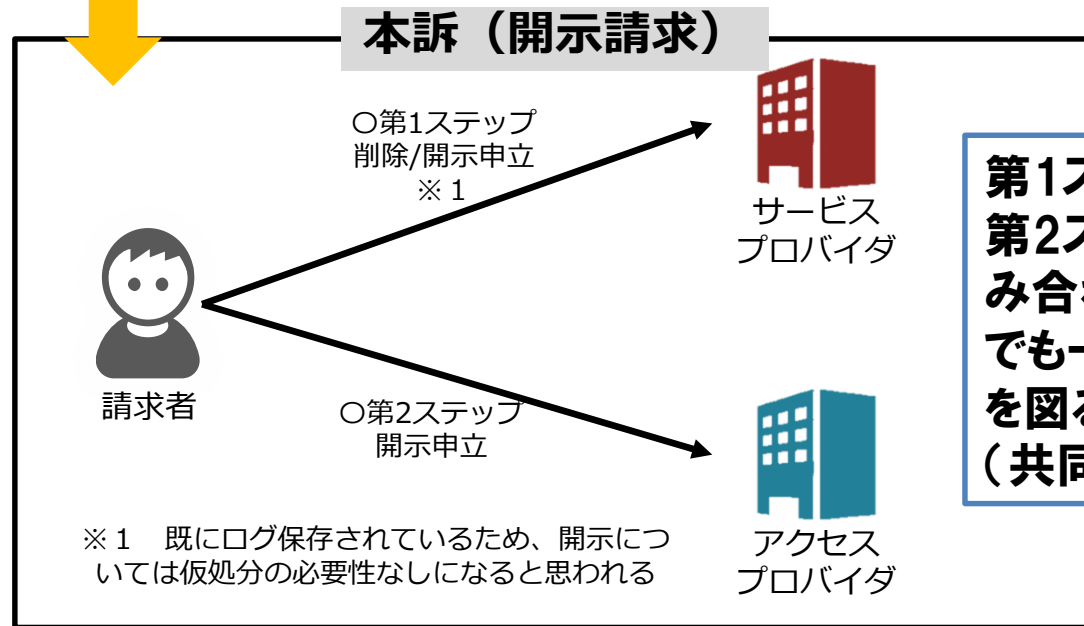 本訴（開示請求）
〇第1ステップ
削除/開示申立
※１
サービス
プロバイダ
請求者
〇第2ステップ
開示申立
アクセス
プロバイダ
※１　既にログ保存されているため、開示につ
いては仮処分の必要性なしになると思われる
第1ス
第2ス
み合
でも一
を図る
（共同